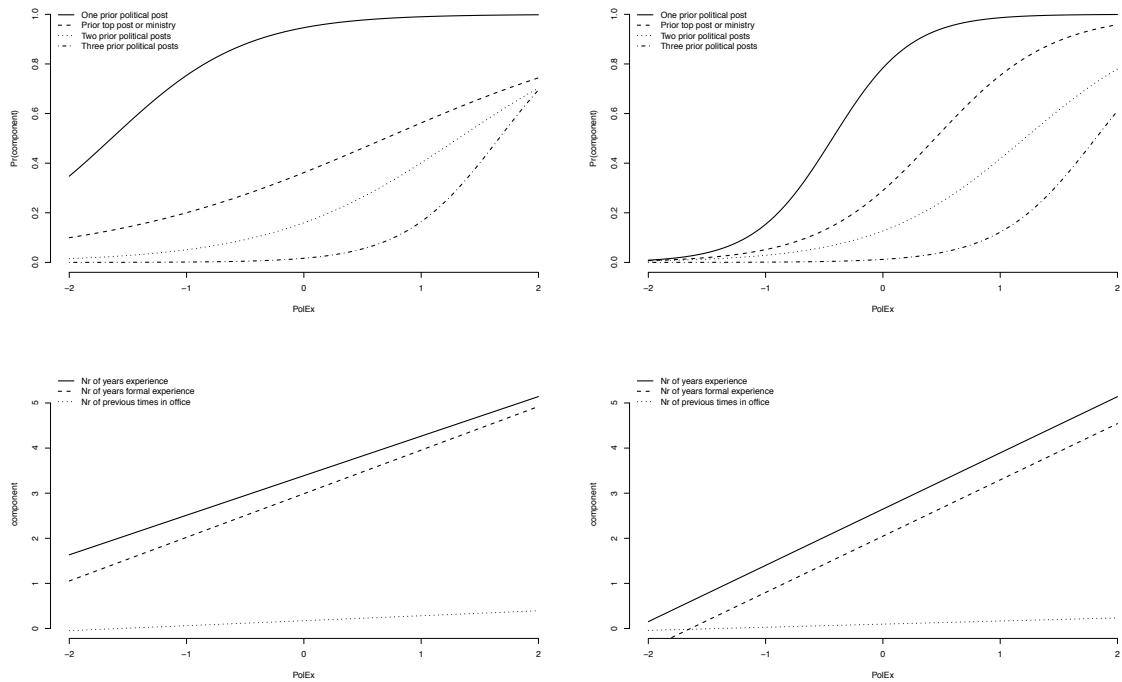 One prior political post
Prior top post or ministry
Two prior political posts
Three prior political posts
Pr(component)
1.0
0.8
0.6
0.4
0.2
0.0
−2
−1
0
1
2
PolEx
One prior political post
Prior top post or ministry
Two prior political posts
Three prior political posts
Pr(component)
1.0
0.8
0.6
0.4
0.2
0.0
−2
−1
0
1
2
PolEx
Nr of years experience
Nr of years formal experience
Nr of previous times in office
component
5
4
3
2
1
0
−2
−1
0
1
2
PolEx
Nr of years experience
Nr of years formal experience
Nr of previous times in office
component
5
4
3
2
1
0
−2
−1
0
1
2
PolEx